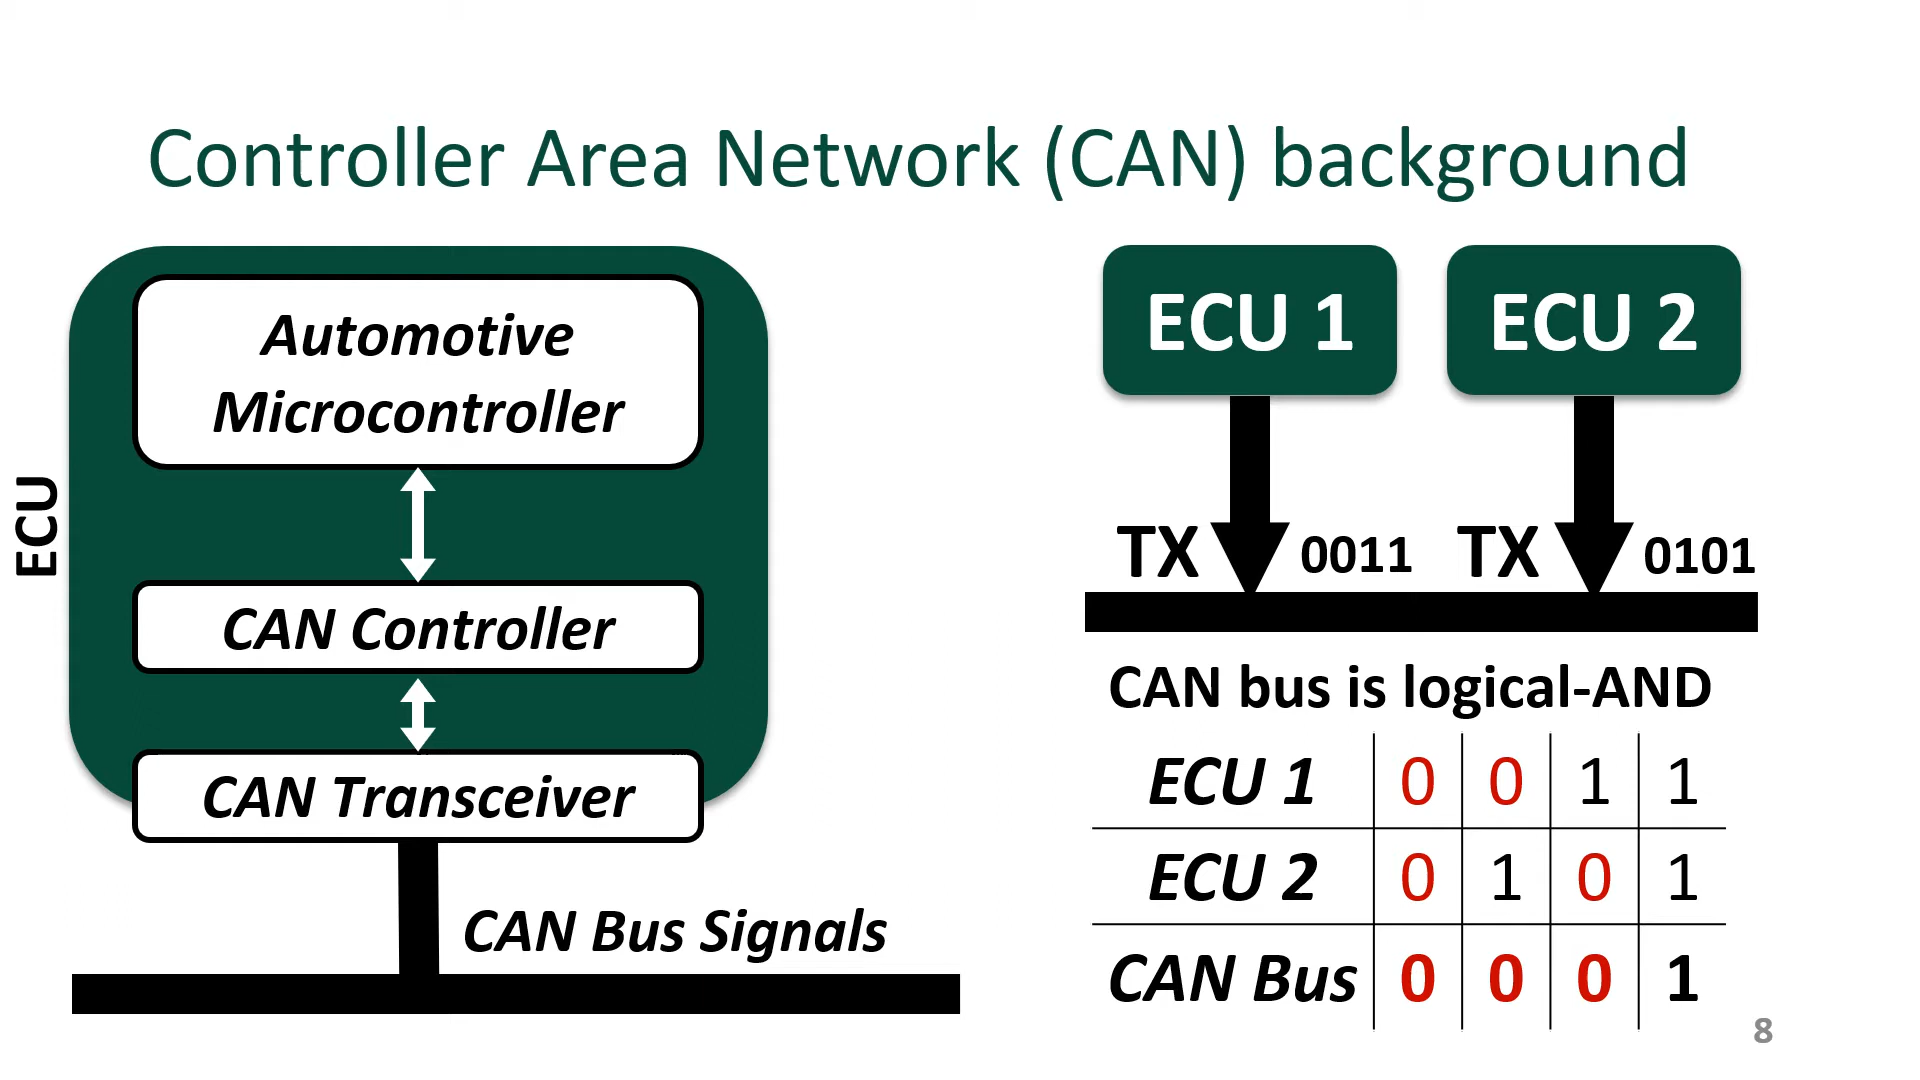 Controller Area Network (CAN) background
ECU
Automotive
Microcontroller
CAN Controller
CAN Transceiver
CAN Bus Signals
ECU 1
ECU 2
TX 0011 TX 0101
CAN bus is logical-AND
ECU 1 0 0 1 1
ECU 2 0 1 0 1
CAN Bus 0 0 0 1
8